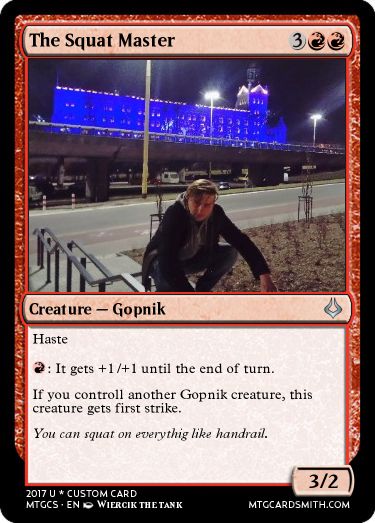 The Squat Master 3
Creature — Gopnik
Haste
: It gets +1/+1 until the end of turn.
If you controll another Gopnik creature, this
creature gets first strike.
You can squat on everythig like handrail.
3/2
2017 U * CUSTOM CARD
MTGCS • EN WIERCIK THE TANK
MTGCARDSMITH.COM